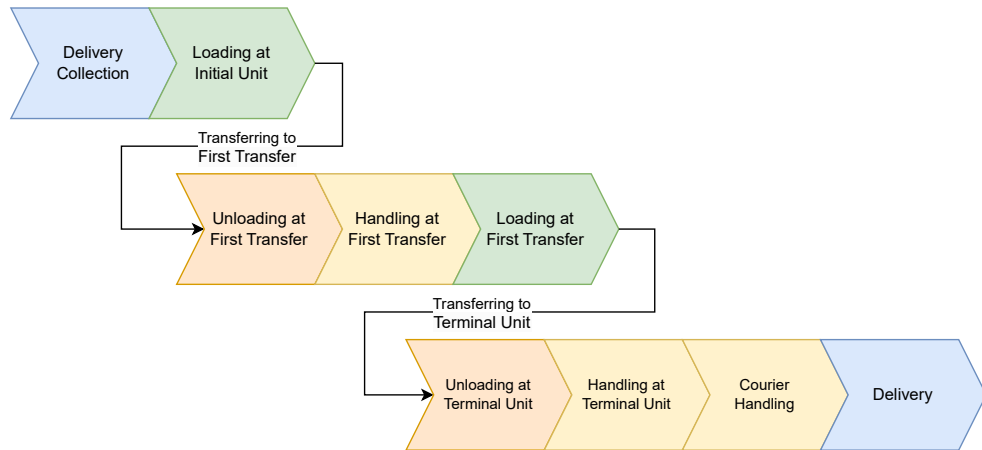 Delivery
Collection
Loading at
Initial Unit
Transferring to
First Transfer
Unloading at
First Transfer
Handling at
First Transfer
Loading at
First Transfer
Transferring to
Terminal Unit
Unloading at
Terminal Unit
Handling at
Terminal Unit
Courier
Handling
Delivery